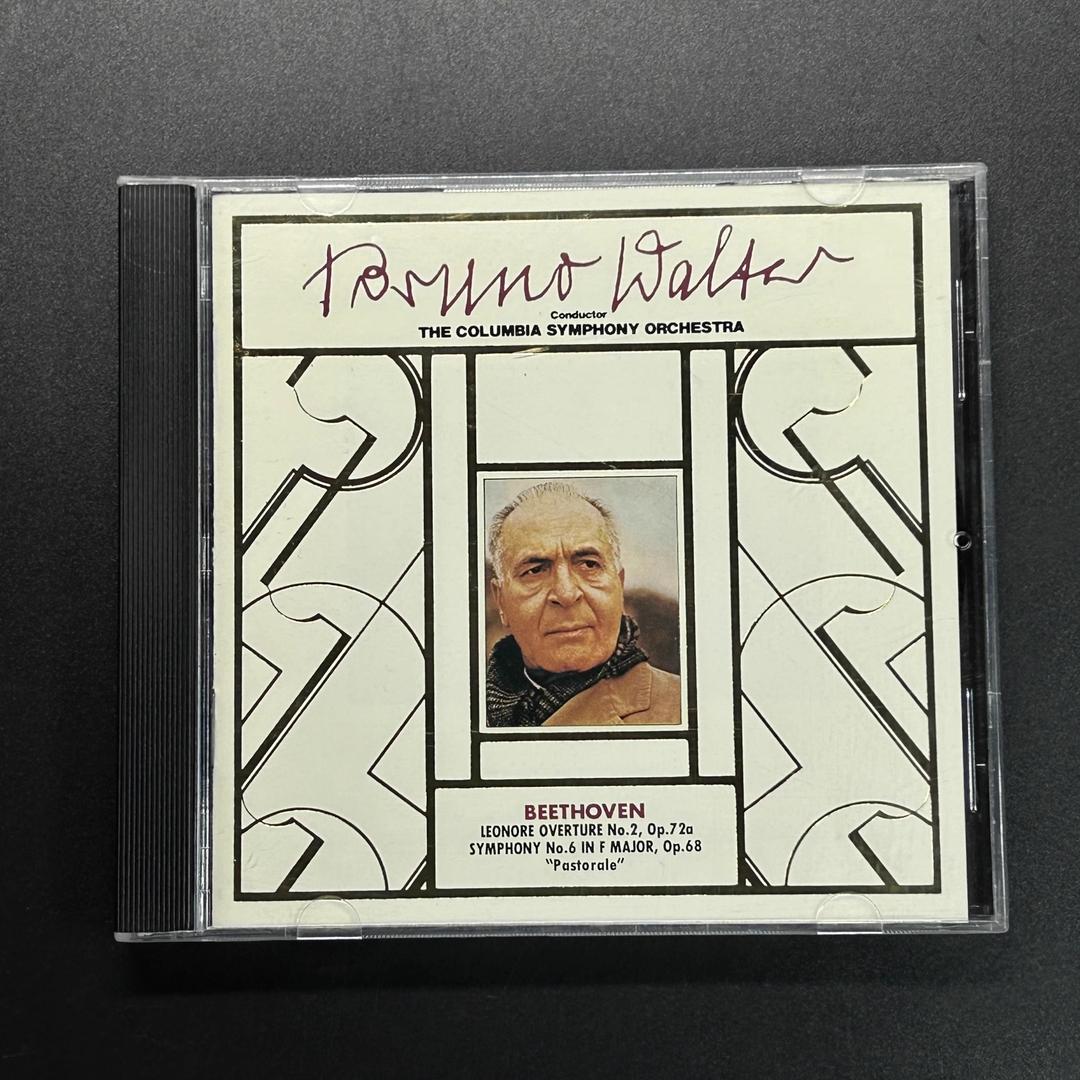 Bruno Walter
Conductor
THE COLUMBIA SYMPHONY ORCHESTRA
BEETHOVEN
LEONORE OVERTURE No.2, Op.72a
SYMPHONY No.6 IN F MAJOR, Op.68
"Pastorale"